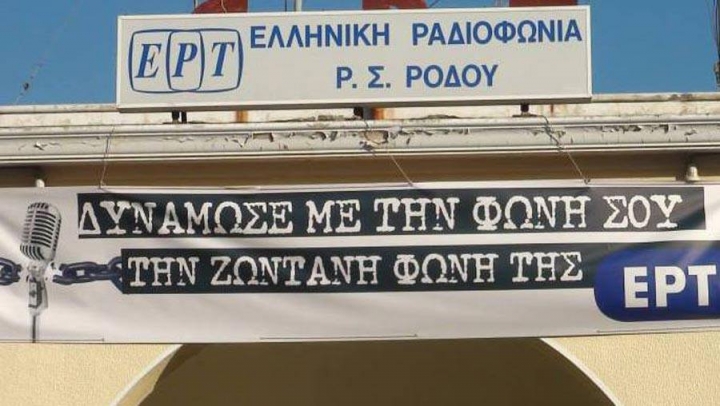 ΕΡΤ ΕΛΛΗΝΙΚΗ ΡΑΔΙΟΦΩΝΙΑ
Ρ. Σ. ΡΟΔΟΥ
ΔΥΝΑΜΩΣΕ ΜΕ ΤΗΝ ΦΩΝΗ ΣΟΥ
ΤΗΝ ΖΩΝΤΑΝΗ ΦΩΝΗ ΤΗΣ ΕΡΤ